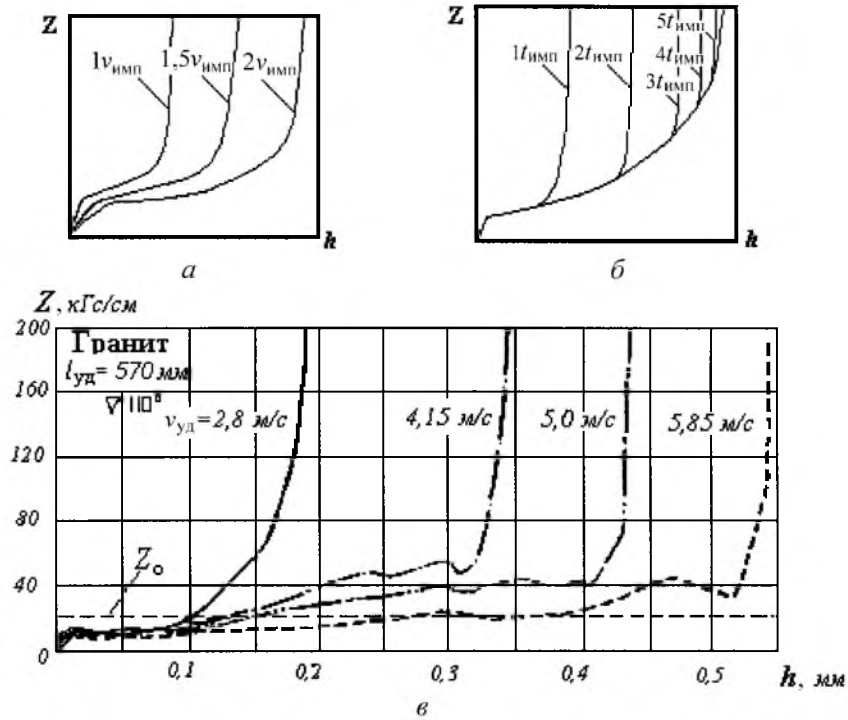 Z
1vимп 1,5vимп 2vимп
h
а
Z
1tимп 2tимп
5tимп
4tимп
3tимп
h
б
Z, кГс/см
200
160
120
80
40
0
Гранит
lуд= 570 мм
∇ 110°
vуд=2,8 м/с 4,15 м/с 5,0 м/с 5,85 м/с
Zo
0,1 0,2 0,3 0,4 0,5 h, мм
в